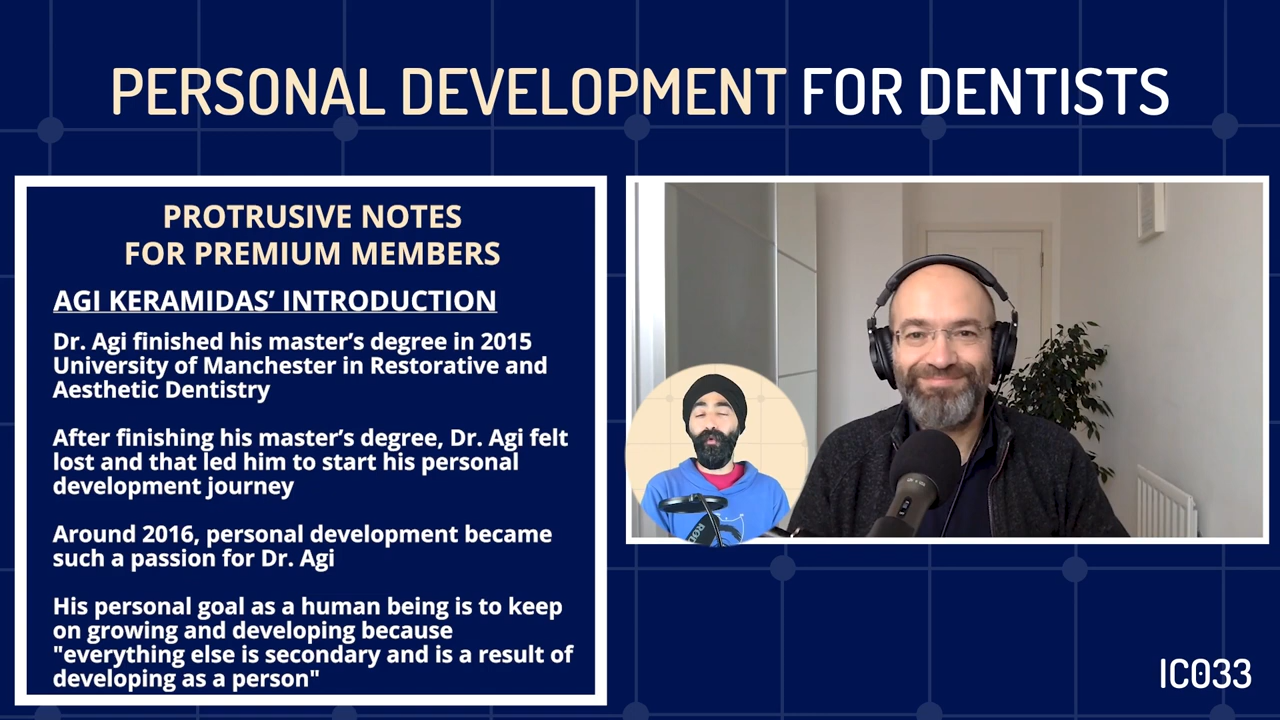 PERSONAL DEVELOPMENT FOR DENTISTS
PROTRUSIVE NOTES
FOR PREMIUM MEMBERS
AGI KERAMIDAS’ INTRODUCTION
Dr. Agi finished his master’s degree in 2015
University of Manchester in Restorative and
Aesthetic Dentistry
After finishing his master’s degree, Dr. Agi felt
lost and that led him to start his personal
development journey
Around 2016, personal development became
such a passion for Dr. Agi
His personal goal as a human being is to keep
on growing and developing because
"everything else is secondary and is a result of
developing as a person"
RODE
IC033